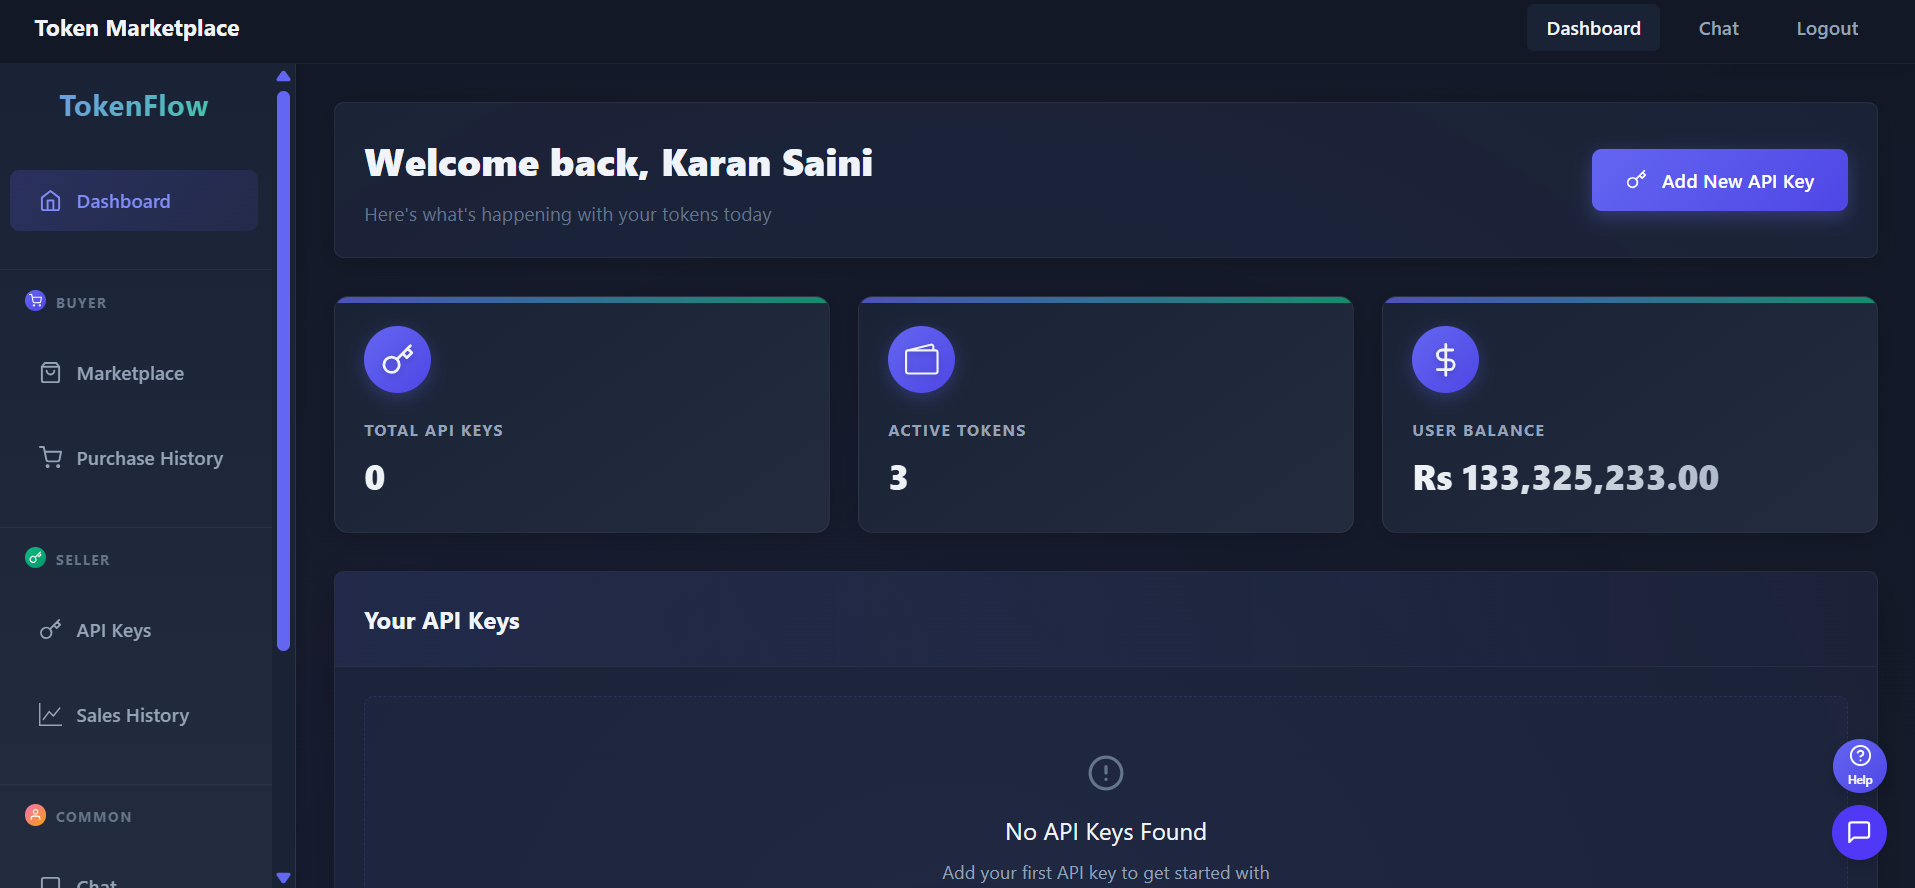 Token Marketplace
Dashboard
Chat
Logout
TokenFlow
Dashboard
BUYER
Marketplace
Purchase History
SELLER
API Keys
Sales History
COMMON
Chat
Welcome back, Karan Saini
Here's what's happening with your tokens today
Add New API Key
TOTAL API KEYS
0
ACTIVE TOKENS
3
USER BALANCE
Rs 133,325,233.00
Your API Keys
No API Keys Found
Add your first API key to get started with
Help